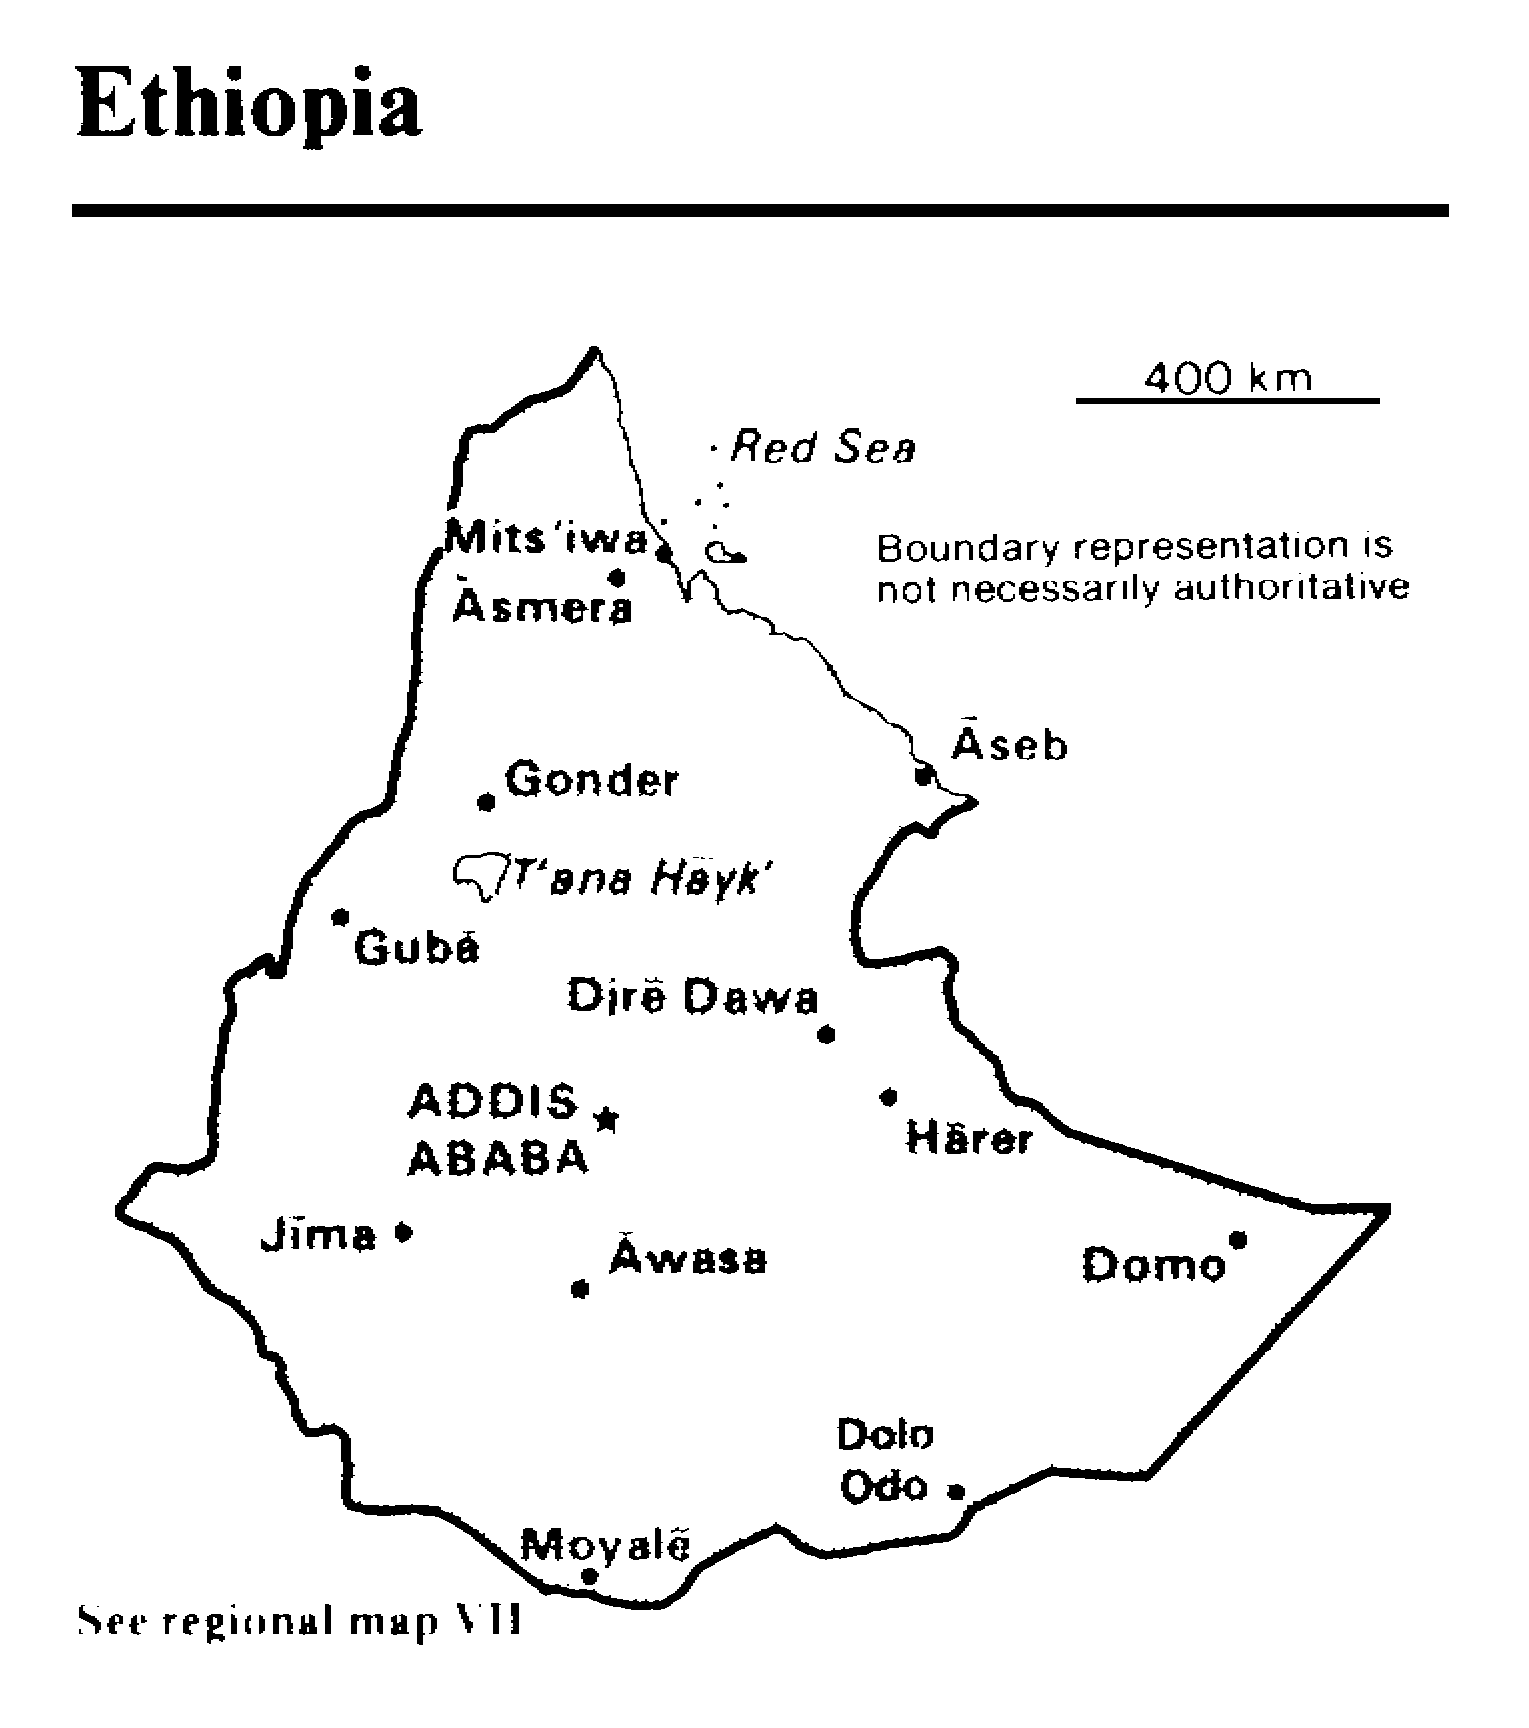 Ethiopia
400 km
Red Sea
Mits'iwa
Boundary representation is
not necessarily authoritative
Āsmera
Āseb
Gonder
T'ana Hāyk'
Gubā
Dirē Dawa
ADDIS
ABABA
Hārer
Jīma
Āwasa
Domo
Dolo
Odo
Moyalē
See regional map VII